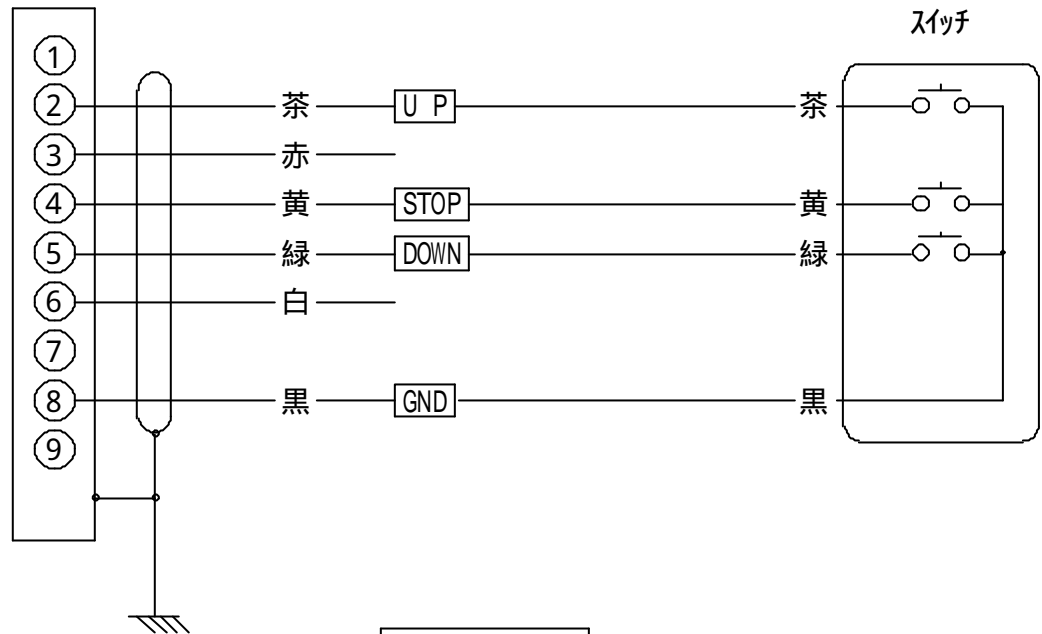 スイッチ
①
② 茶 UP 茶
③ 赤
④ 黄 STOP 黄
⑤ 緑 DOWN 緑
⑥ 白
⑦
⑧ 黒 GND 黒
⑨